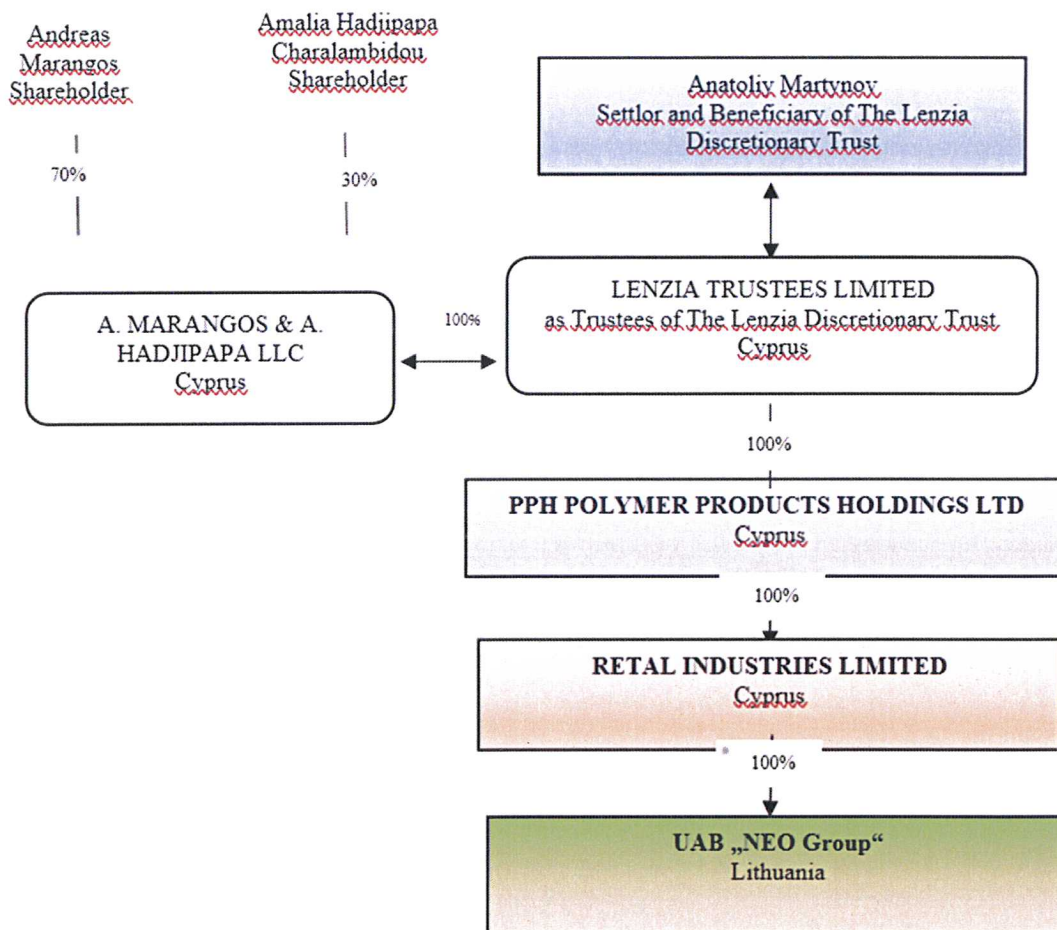 Andreas
Marangos
Shareholder
70%
Amalia Hadjipapa
Charalambidou
Shareholder
30%
Anatoliy Martynov
Settlor and Beneficiary of The Lenzia
Discretionary Trust
A. MARANGOS & A.
HADJIPAPA LLC
Cyprus
100%
LENZIA TRUSTEES LIMITED
as Trustees of The Lenzia Discretionary Trust
Cyprus
100%
PPH POLYMER PRODUCTS HOLDINGS LTD
Cyprus
100%
RETAL INDUSTRIES LIMITED
Cyprus
100%
UAB „NEO Group“
Lithuania